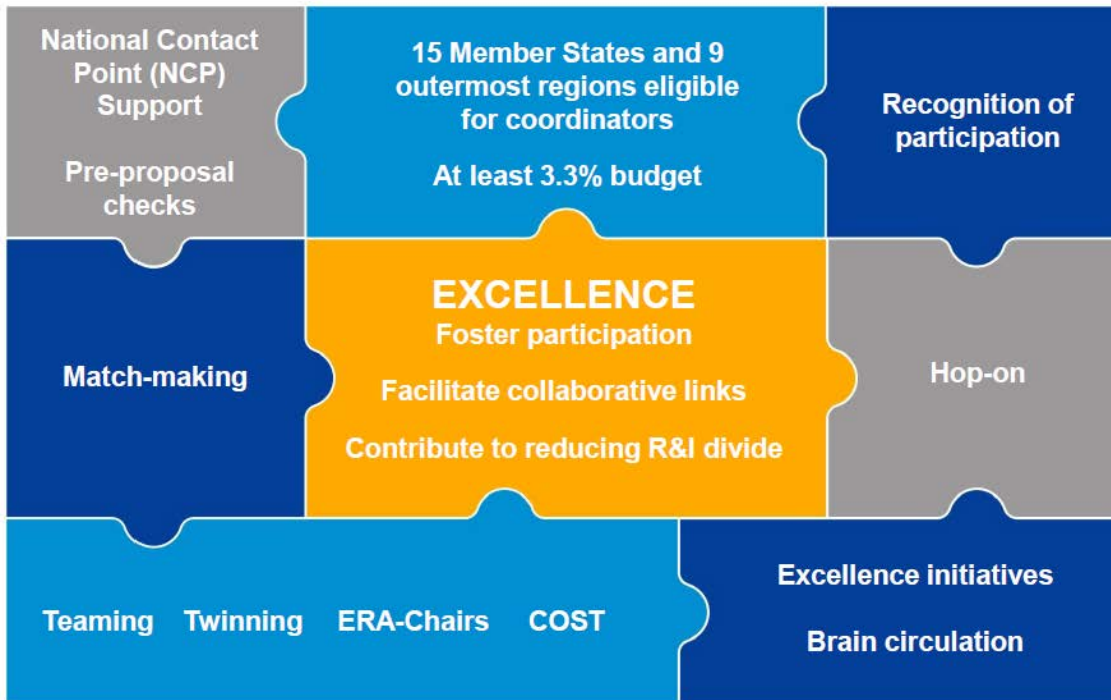 National Contact
Point (NCP)
Support
Pre-proposal
checks
15 Member States and 9
outermost regions eligible
for coordinators
At least 3.3% budget
Recognition of
participation
Match-making
EXCELLENCE
Foster participation
Facilitate collaborative links
Contribute to reducing R&I divide
Hop-on
Teaming Twinning ERA-Chairs COST
Excellence initiatives
Brain circulation